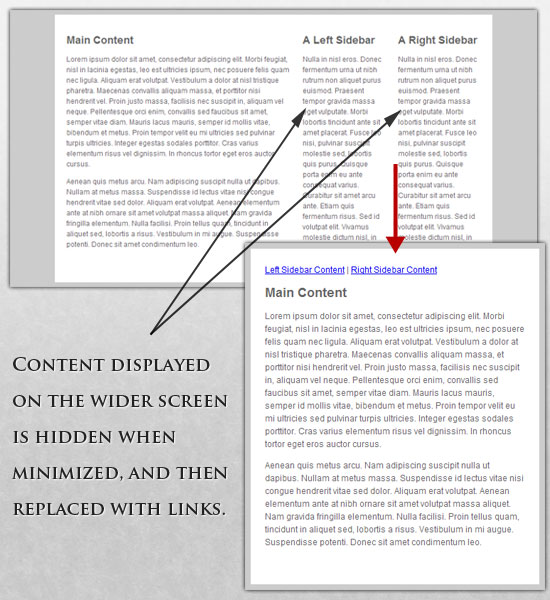 Main Content
Lorem ipsum dolor sit amet, consectetur adipiscing elit. Morbi feugiat,
nisl in lacinia egestas, leo est ultricies ipsum, nec posuere felis quam
nec ligula. Aliquam erat volutpat. Vestibulum a dolor at nisl tristique
pharetra. Maecenas convallis aliquam massa, et porttitor nisi
hendrerit vel. Proin justo massa, facilisis nec suscipit in, aliquam vel
neque. Pellentesque orci enim, convallis sed faucibus sit amet,
semper vitae diam. Mauris lacus mauris, semper id mollis vitae,
bibendum et metus. Proin tempor velit eu mi ultricies sed pulvinar
turpis ultricies. Integer egestas sodales porttitor. Cras varius
elementum risus vel dignissim. In rhoncus tortor eget eros auctor
cursus.
Aenean quis metus arcu. Nam adipiscing suscipit nulla ut dapibus.
Nullam at metus massa. Suspendisse id lectus vitae nisi congue
hendrerit vitae sed dolor. Aliquam erat volutpat. Aenean elementum
ante at nibh ornare sit amet volutpat massa aliquet. Nam gravida
fringilla elementum. Nulla facilisi. Proin tellus quam, tincidunt in
aliquet sed, lobortis a risus. Vivamus in mi augue. Suspendisse
potenti. Donec sit amet condimentum leo.
A Left Sidebar
Nulla in nisl eros. Donec
fermentum urna ut nibh
rutrum non aliquet purus
euismod. Praesent
tempor gravida massa
eget vulputate. Morbi
lobortis tincidunt ante sit
amet placerat. Fusce leo
nisi, pulvinar suscipit
molestie sed, lobortis
quis purus. Quisque
porta enim eu ante
consequat varius.
Curabitur sit amet arcu
ante. Etiam quis
fermentum risus. Sed id
volutpat elit. Vivamus
molestie dictum nisl, in
A Right Sidebar
Nulla in nisl eros. Donec
fermentum urna ut nibh
rutrum non aliquet purus
euismod. Praesent
tempor gravida massa
eget vulputate. Morbi
lobortis tincidunt ante sit
amet placerat. Fusce leo
nisi, pulvinar suscipit
molestie sed, lobortis
quis purus. Quisque
porta enim eu ante
consequat varius.
Curabitur sit amet arcu
ante. Etiam quis
fermentum risus. Sed id
volutpat elit. Vivamus
molestie dictum nisl, in
Left Sidebar Content | Right Sidebar Content
Main Content
Lorem ipsum dolor sit amet, consectetur adipiscing elit. Morbi
feugiat, nisl in lacinia egestas, leo est ultricies ipsum, nec posuere
felis quam nec ligula. Aliquam erat volutpat. Vestibulum a dolor at
nisl tristique pharetra. Maecenas convallis aliquam massa, et
porttitor nisi hendrerit vel. Proin justo massa, facilisis nec suscipit
in, aliquam vel neque. Pellentesque orci enim, convallis sed
faucibus sit amet, semper vitae diam. Mauris lacus mauris,
semper id mollis vitae, bibendum et metus. Proin tempor velit eu
mi ultricies sed pulvinar turpis ultricies. Integer egestas sodales
porttitor. Cras varius elementum risus vel dignissim. In rhoncus
tortor eget eros auctor cursus.
Aenean quis metus arcu. Nam adipiscing suscipit nulla ut
dapibus. Nullam at metus massa. Suspendisse id lectus vitae nisi
congue hendrerit vitae sed dolor. Aliquam erat volutpat. Aenean
elementum ante at nibh ornare sit amet volutpat massa aliquet.
Nam gravida fringilla elementum. Nulla facilisi. Proin tellus quam,
tincidunt in aliquet sed, lobortis a risus. Vivamus in mi augue.
Suspendisse potenti. Donec sit amet condimentum leo.
Content displayed
on the wider screen
is hidden when
minimized, and then
replaced with links.